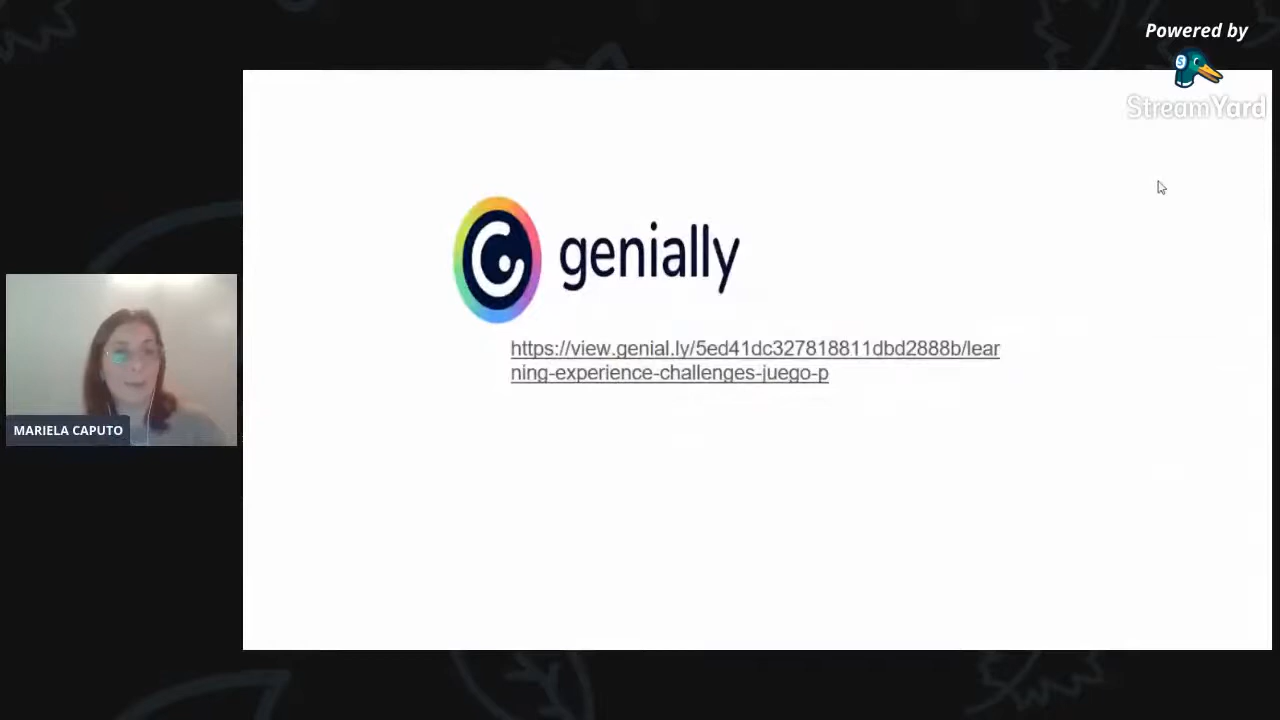 Powered by
StreamYard
genially
https://view.genial.ly/5ed41dc327818811dbd2888b/lear
ning-experience-challenges-juego-p
MARIELA CAPUTO